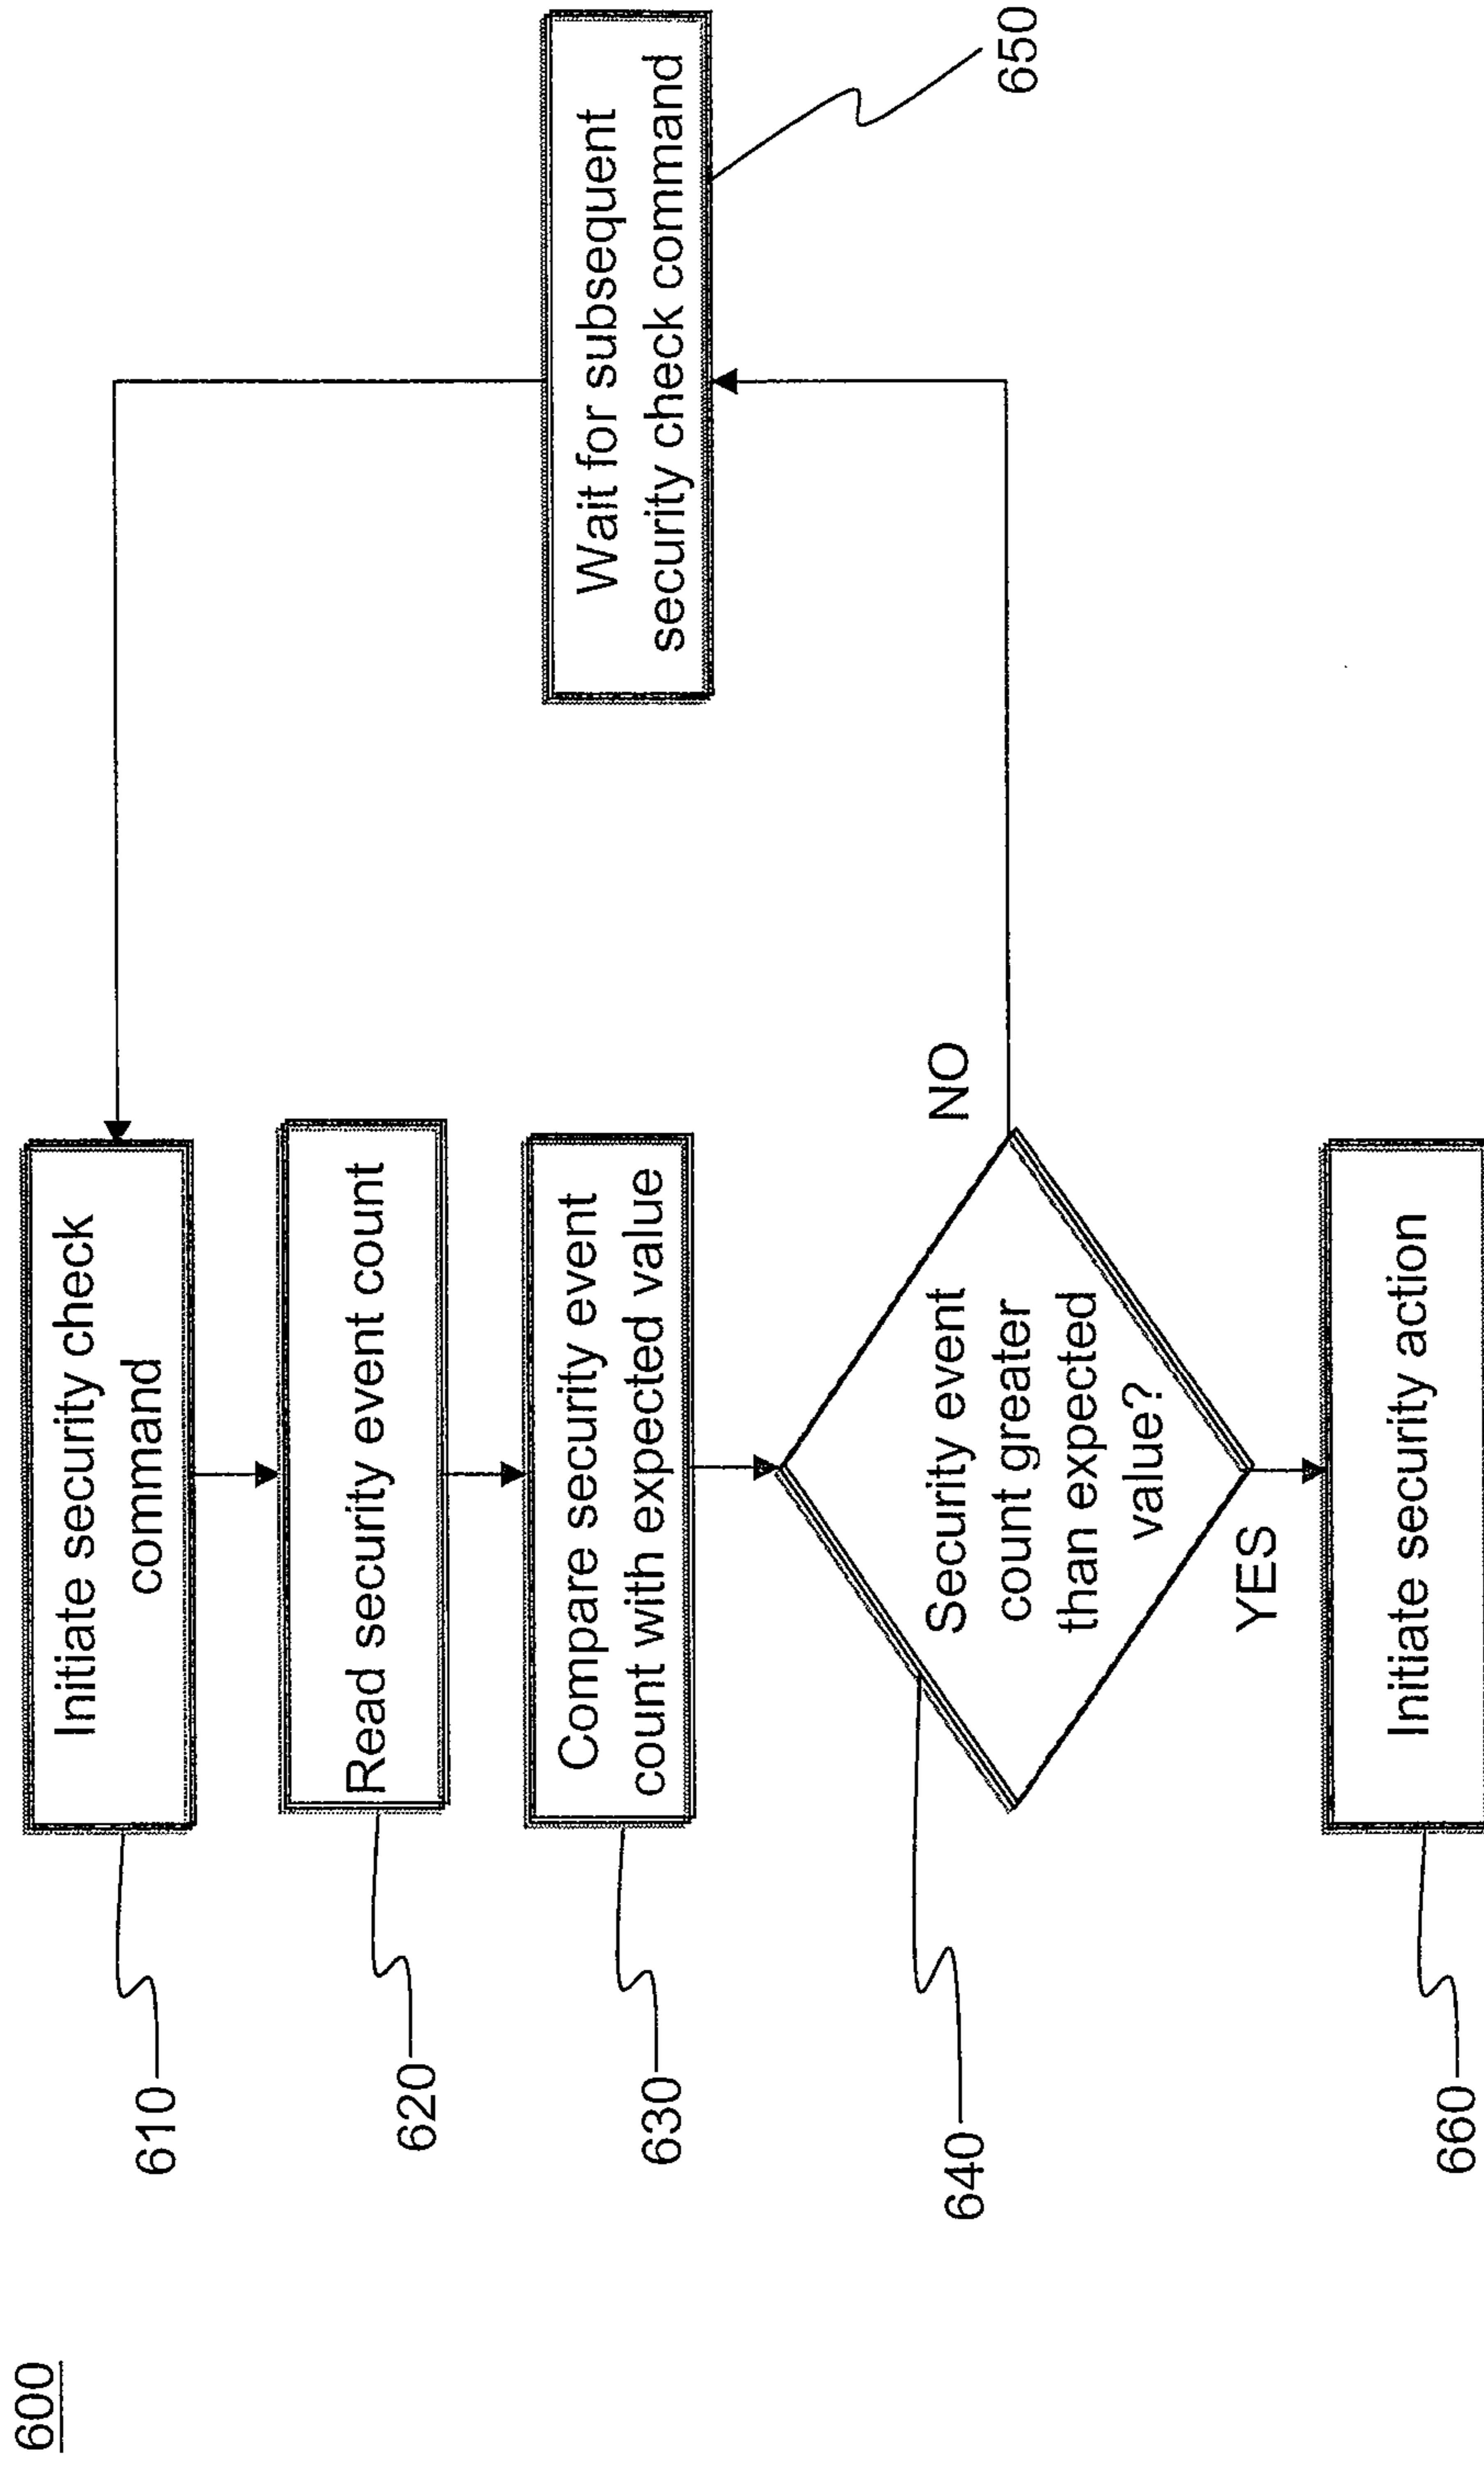 600
610
Initiate security check
command
620
Read security event count
630
Compare security event
count with expected value
640
Security event
count greater
than expected
value?
NO
650
Wait for subsequent
security check command
YES
660
Initiate security action